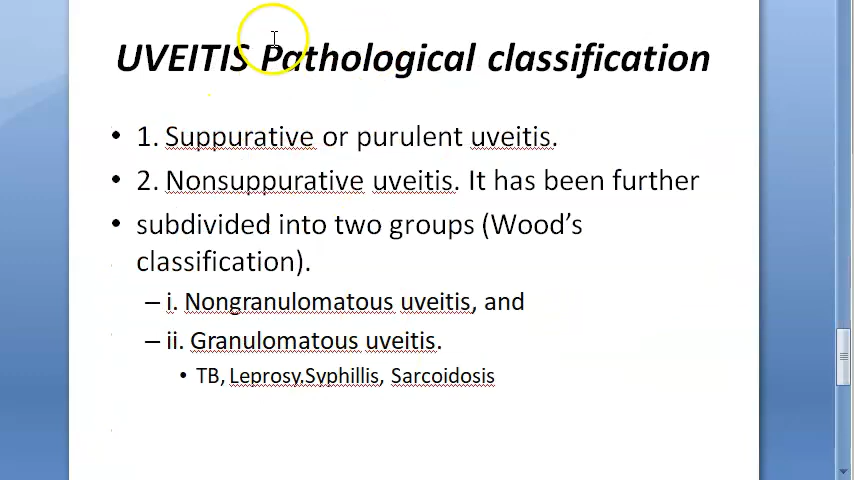 UVEITIS Pathological classification
• 1. Suppurative or purulent uveitis.
• 2. Nonsuppurative uveitis. It has been further
• subdivided into two groups (Wood's
classification).
– i. Nongranulomatous uveitis, and
– ii. Granulomatous uveitis.
• TB, Leprosy,Syphillis, Sarcoidosis